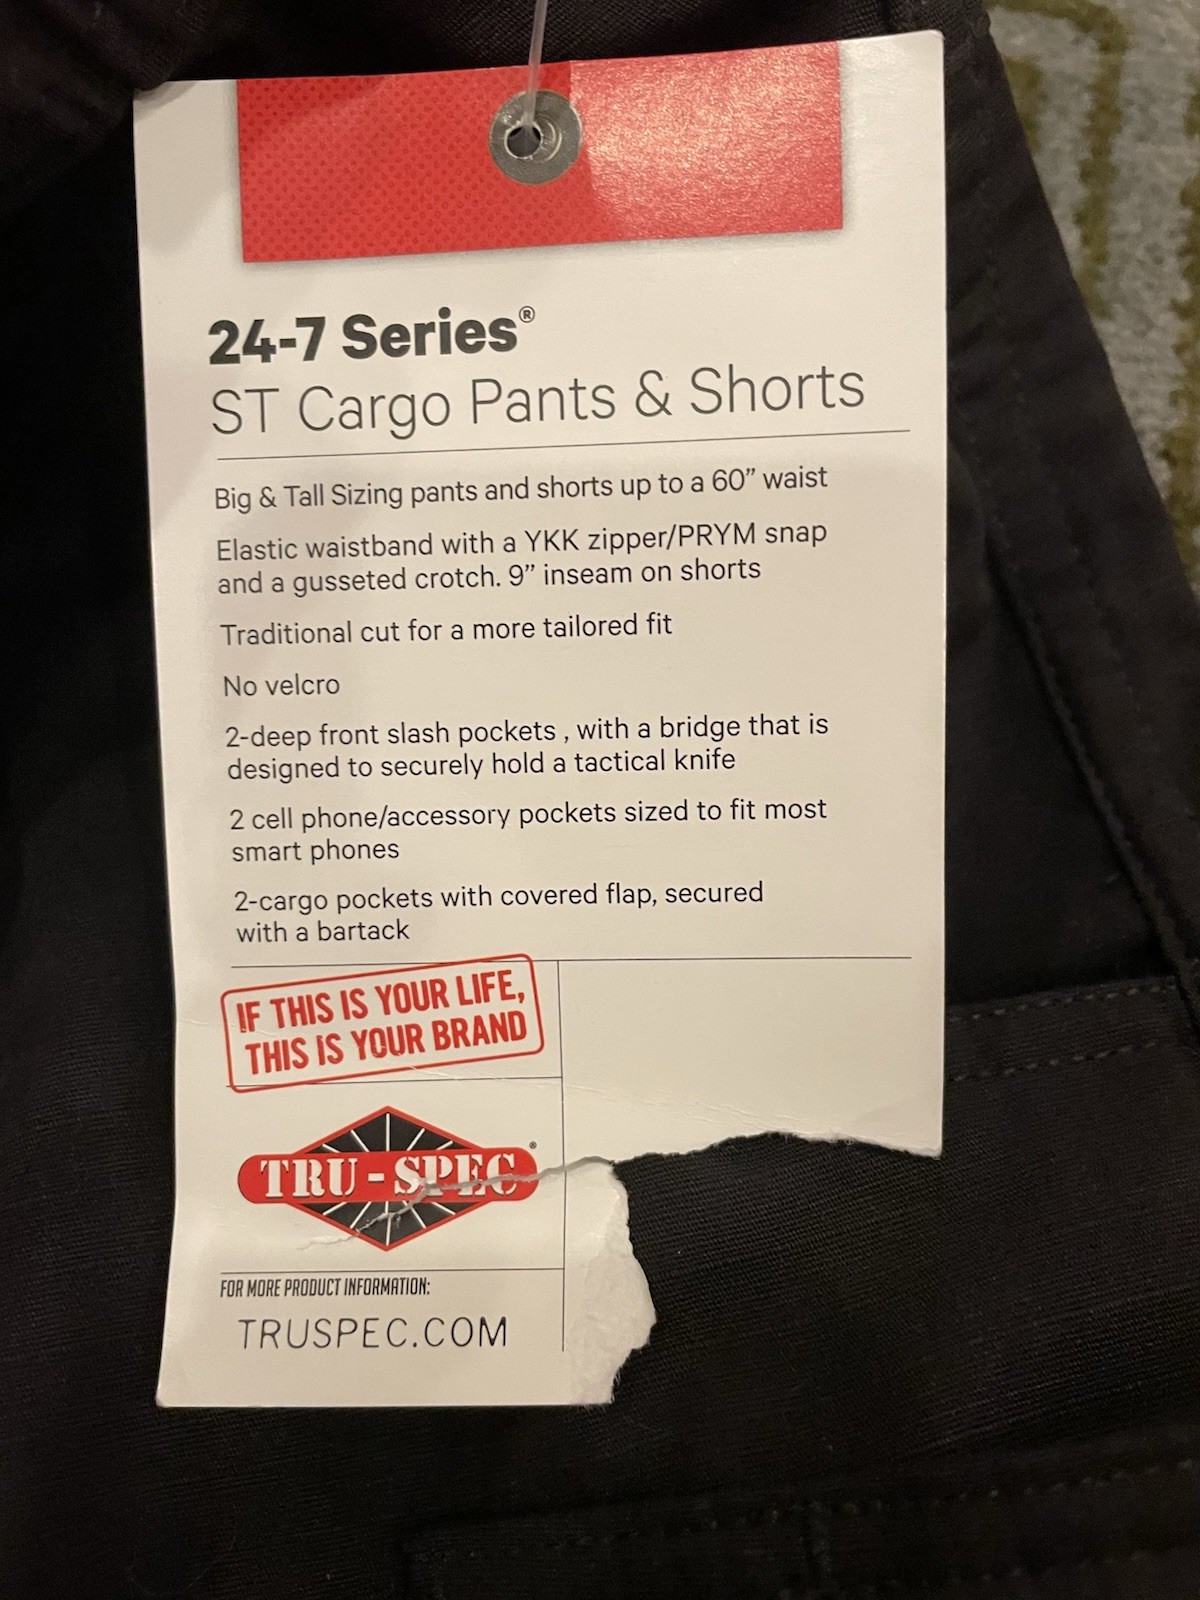 24-7 Series®
ST Cargo Pants & Shorts
Big & Tall Sizing pants and shorts up to a 60” waist
Elastic waistband with a YKK zipper/PRYM snap
and a gusseted crotch. 9” inseam on shorts
Traditional cut for a more tailored fit
No velcro
2-deep front slash pockets , with a bridge that is
designed to securely hold a tactical knife
2 cell phone/accessory pockets sized to fit most
smart phones
2-cargo pockets with covered flap, secured
with a bartack
IF THIS IS YOUR LIFE,
THIS IS YOUR BRAND
TRU-SPEC®
FOR MORE PRODUCT INFORMATION:
TRUSPEC.COM